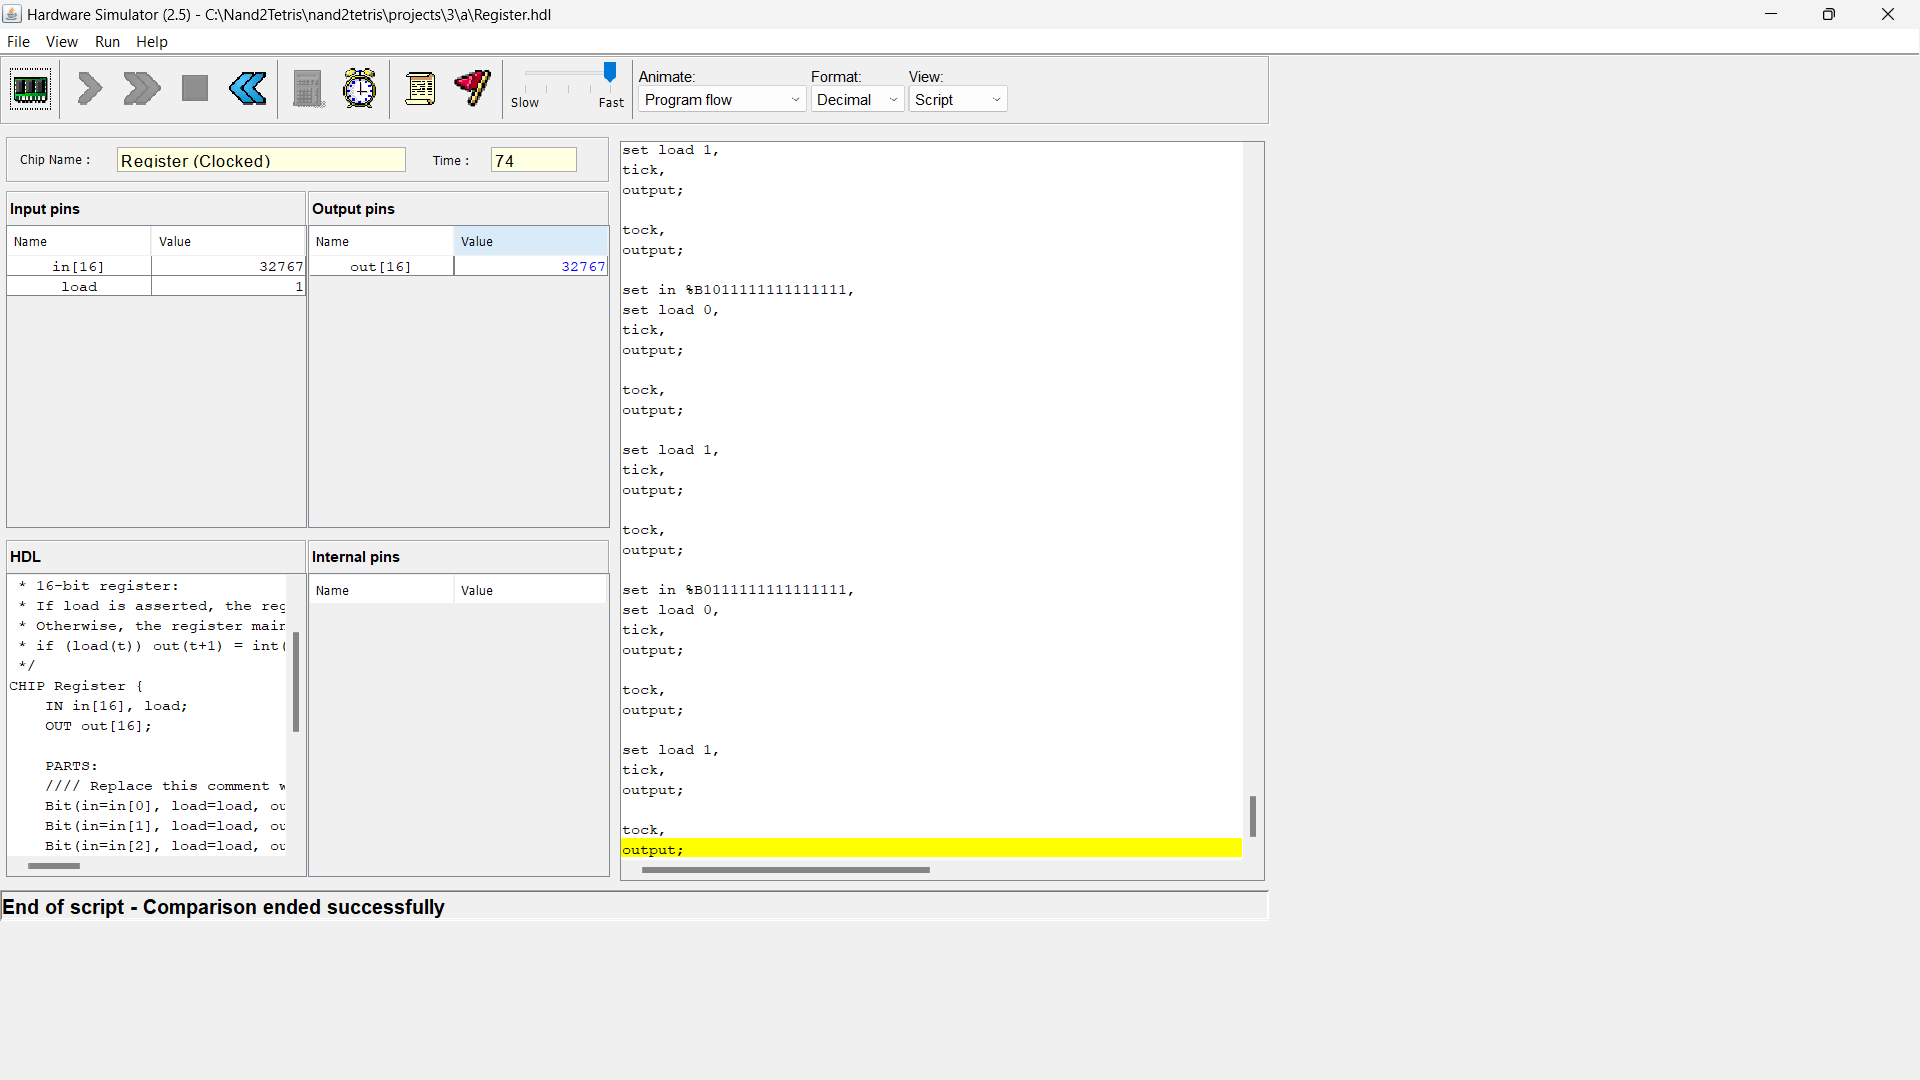 Hardware Simulator (2.5) - C:\Nand2Tetris\nand2tetris\projects\3\a\Register.hdl
File View Run Help
Slow Fast
Animate: Format: View:
Program flow Decimal Script
Chip Name : Register (Clocked) Time : 74
Input pins
Name Value
in[16] 32767
load 1
Output pins
Name Value
out[16] 32767
HDL
* 16-bit register:
* If load is asserted, the reg
* Otherwise, the register main
* if (load(t)) out(t+1) = int(
*/
CHIP Register {
IN in[16], load;
OUT out[16];
PARTS:
//// Replace this comment w
Bit(in=in[0], load=load, ou
Bit(in=in[1], load=load, ou
Bit(in=in[2], load=load, ou
Internal pins
Name Value
set load 1,
tick,
output;
tock,
output;
set in %B1011111111111111,
set load 0,
tick,
output;
tock,
output;
set load 1,
tick,
output;
tock,
output;
set in %B0111111111111111,
set load 0,
tick,
output;
tock,
output;
set load 1,
tick,
output;
tock,
output;
End of script - Comparison ended successfully